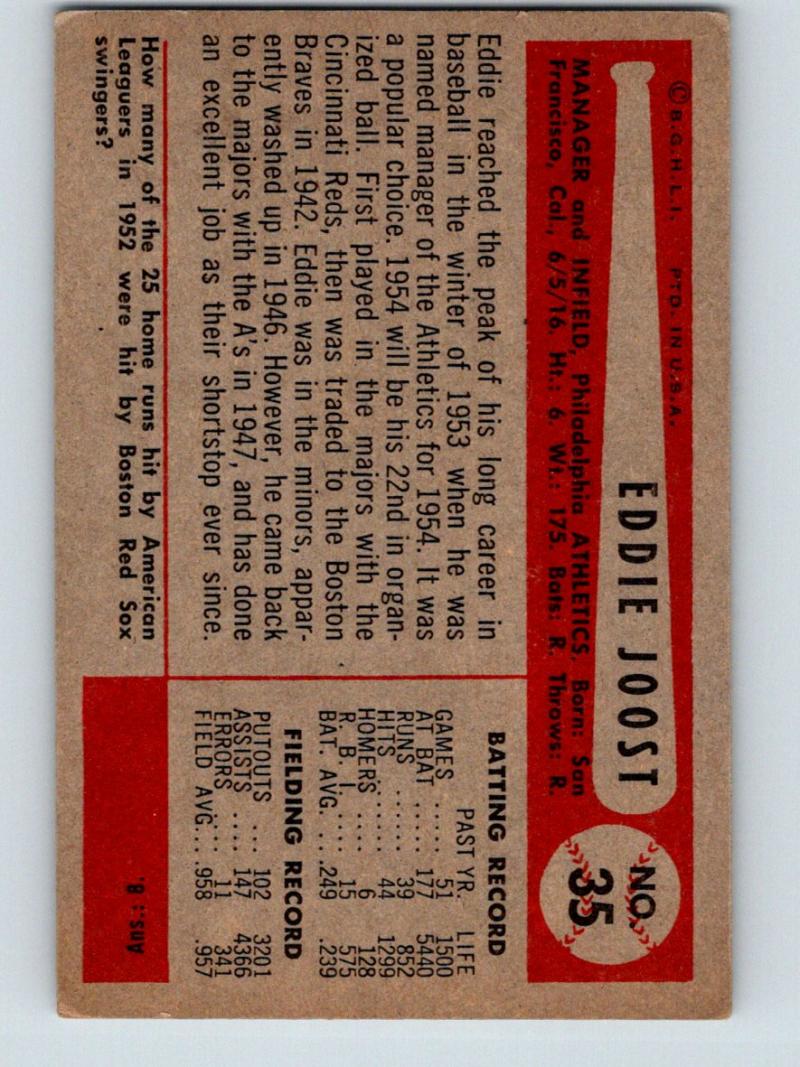 © B.G.H.L.I. PTD. IN U.S.A.
EDDIE JOOST
NO.
35
MANAGER and INFIELD, Philadelphia ATHLETICS. Born: San
Francisco, Cal., 6/5/16. Ht.: 6. Wt.: 175. Bats: R. Throws: R.
Eddie reached the peak of his long career in
baseball in the winter of 1953 when he was
named manager of the Athletics for 1954. It was
a popular choice. 1954 will be his 22nd in organ-
ized ball. First played in the majors with the
Cincinnati Reds, then was traded to the Boston
Braves in 1942. Eddie was in the minors, appar-
ently washed up in 1946. However, he came back
to the majors with the A's in 1947, and has done
an excellent job as their shortstop ever since.
BATTING RECORD
PAST YR. LIFE
GAMES ..... 51 1500
AT BAT ..... 177 5440
RUNS ...... 39 852
HITS ...... 44 1299
HOMERS .... 6 128
R. B. I. .... 15 575
BAT. AVG. .. .249 .239
FIELDING RECORD
PUTOUTS ... 102 3201
ASSISTS .... 147 4366
ERRORS .... 11 341
FIELD AVG... .958 .957
How many of the 25 home runs hit by American
Leaguers in 1952 were hit by Boston Red Sox
swingers?
Ans.: 8.